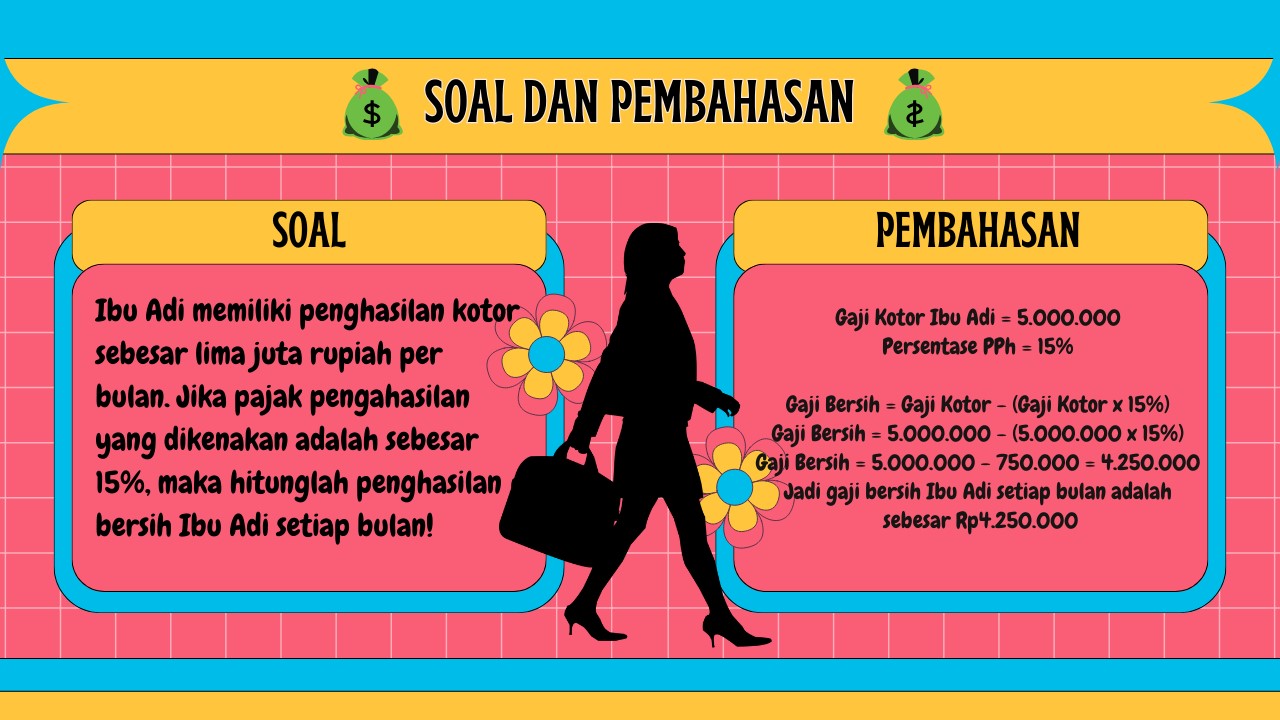 SOAL DAN PEMBAHASAN
SOAL
Ibu Adi memiliki penghasilan kotor
sebesar lima juta rupiah per
bulan. Jika pajak pengahasilan
yang dikenakan adalah sebesar
15%, maka hitunglah penghasilan
bersih Ibu Adi setiap bulan!
PEMBAHASAN
Gaji Kotor Ibu Adi = 5.000.000
Persentase PPh = 15%
Gaji Bersih = Gaji Kotor - (Gaji Kotor x 15%)
Gaji Bersih = 5.000.000 - (5.000.000 x 15%)
Gaji Bersih = 5.000.000 - 750.000 = 4.250.000
Jadi gaji bersih Ibu Adi setiap bulan adalah
sebesar Rp4.250.000